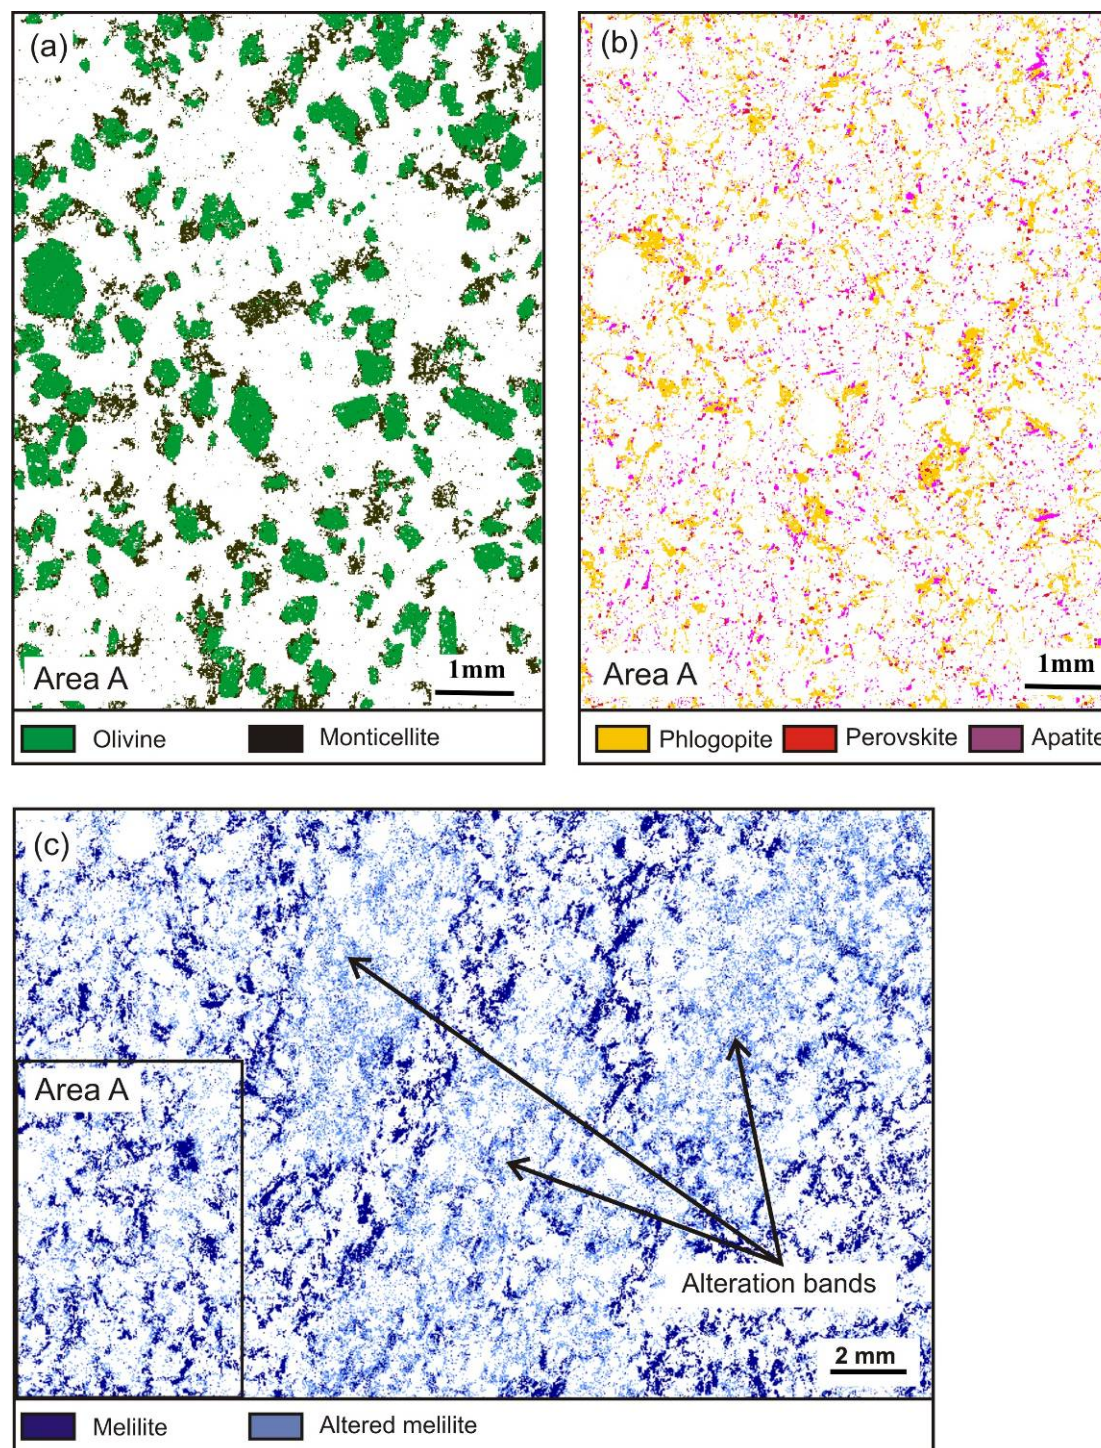 (a)
(b)
1mm
Area A
1mm
Area A
Olivine
Monticellite
Phlogopite
Perovskite
Apatite
(c)
Area A
Alteration bands
2 mm
Melilite
Altered melilite